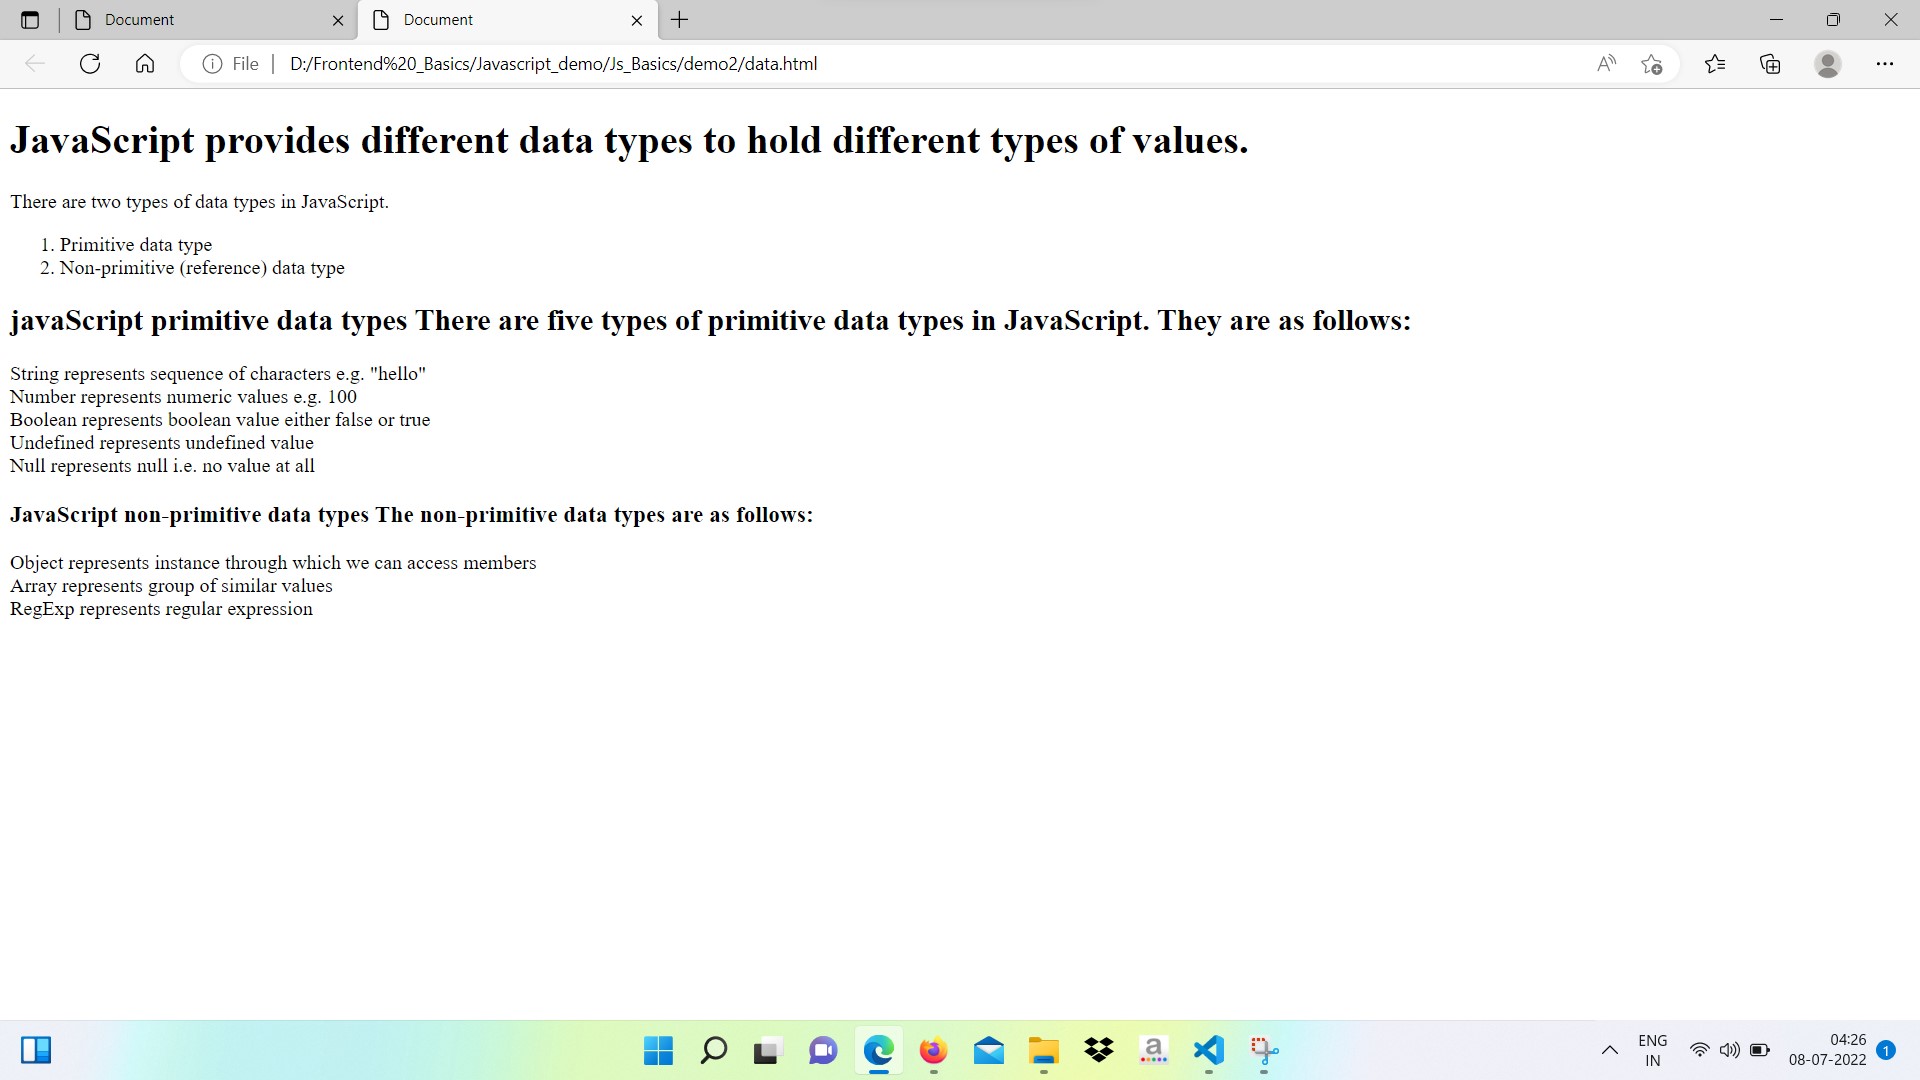 Document
Document
File
D:/Frontend%20_Basics/Javascript_demo/Js_Basics/demo2/data.html
JavaScript provides different data types to hold different types of values.
There are two types of data types in JavaScript.
1. Primitive data type
2. Non-primitive (reference) data type
javaScript primitive data types There are five types of primitive data types in JavaScript. They are as follows:
String represents sequence of characters e.g. "hello"
Number represents numeric values e.g. 100
Boolean represents boolean value either false or true
Undefined represents undefined value
Null represents null i.e. no value at all
JavaScript non-primitive data types The non-primitive data types are as follows:
Object represents instance through which we can access members
Array represents group of similar values
RegExp represents regular expression
a
ENG
IN
04:26
08-07-2022
1